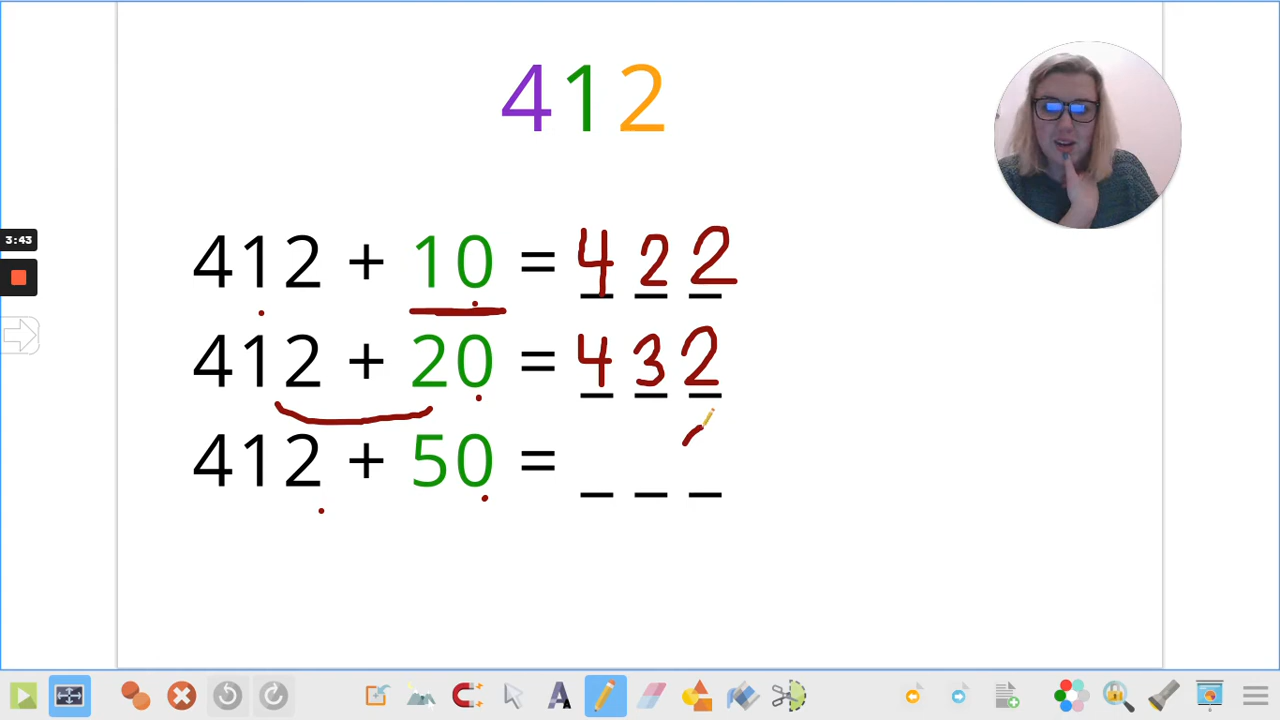 412
412 + 10 = 422
3:43
412 + 20 = 432
412 + 50 = _ _ _